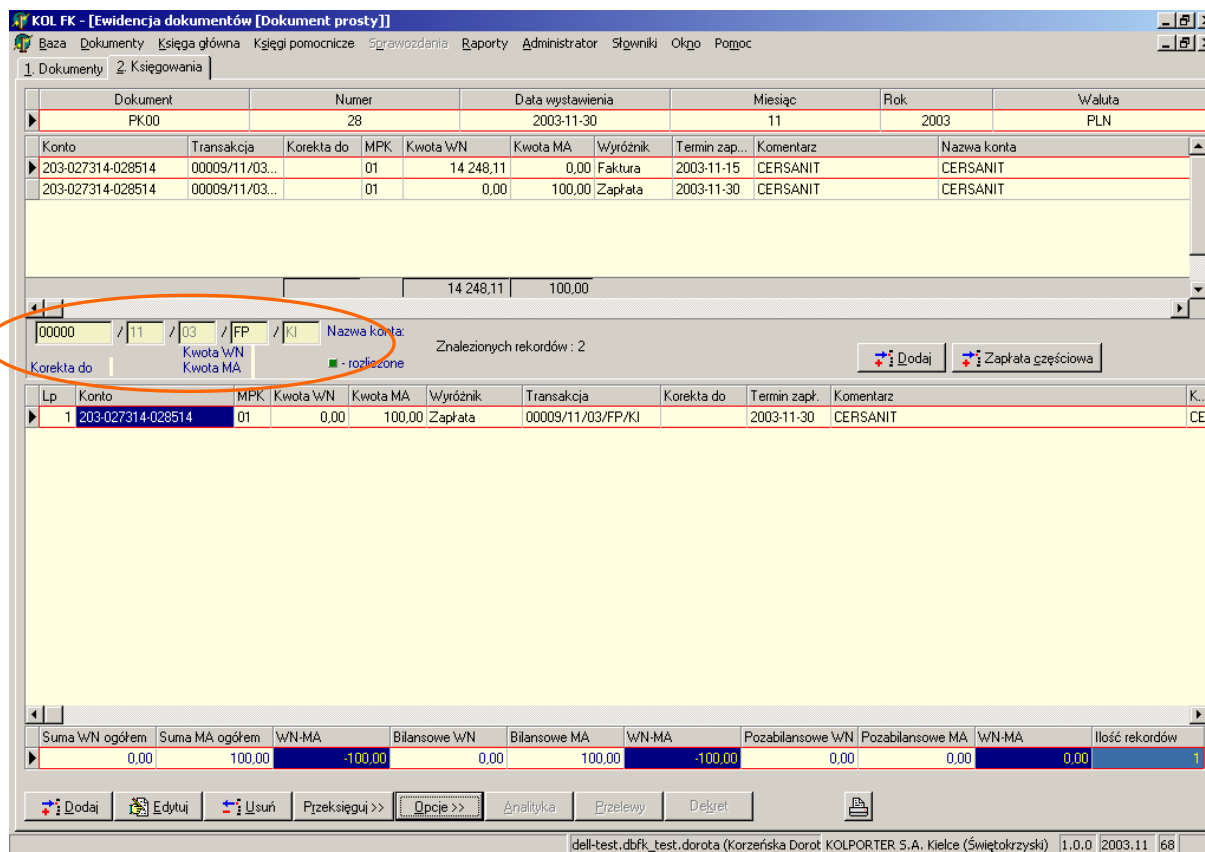 KOL FK - [Ewidencja dokumentów [Dokument prosty]]
Baza Dokumenty Księga główna Księgi pomocnicze Sprawozdania Raporty Administrator Słowniki Okno Pomoc
1. Dokumenty 2. Księgowania
Dokument Numer Data wystawienia Miesiąc Rok Waluta
PK00 28 2003-11-30 11 2003 PLN
Konto Transakcja Korekta do MPK Kwota WN Kwota MA Wyróżnik Termin zap... Komentarz Nazwa konta
203-027314-028514 00009/11/03... 01 14 248,11 0,00 Faktura 2003-11-15 CERSANIT CERSANIT
203-027314-028514 00009/11/03... 01 0,00 100,00 Zapłata 2003-11-30 CERSANIT CERSANIT
14 248,11 100,00
00000 / 11 / 03 / FP / KI Nazwa konta:
Znalezionych rekordów : 2
Korekta do Kwota WN
Kwota MA - rozliczone
Dodaj Zapłata częściowa
Lp Konto MPK Kwota WN Kwota MA Wyróżnik Transakcja Korekta do Termin zapł. Komentarz K...
1 203-027314-028514 01 0,00 100,00 Zapłata 00009/11/03/FP/KIT 2003-11-30 CERSANIT CE
Suma WN ogółem Suma MA ogółem WN-MA Bilansowe WN Bilansowe MA WN-MA Pozabilansowe WN Pozabilansowe MA WN-MA Ilość rekordów
0,00 100,00 -100,00 0,00 100,00 -100,00 0,00 0,00 0,00 1
Dodaj Edytuj Usuń Przeksięguj >> Opcje >> Analityka Przelewy Dekret
dell-test.dbfk_test.dorota (Korzeńska Dorot KOLPORTER S.A. Kielce (Świętokrzyski) 1.0.0 2003.11 68